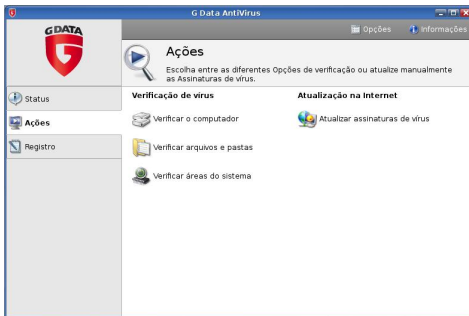 G Data AntiVirus
G DATA
Opções
Informações
Ações
Escolha entre as diferentes Opções de verificação ou atualize manualmente
as Assinaturas de vírus.
Status
Ações
Registro
Verificação de vírus
Atualização na Internet
Verificar o computador
Atualizar assinaturas de vírus
Verificar arquivos e pastas
Verificar áreas do sistema